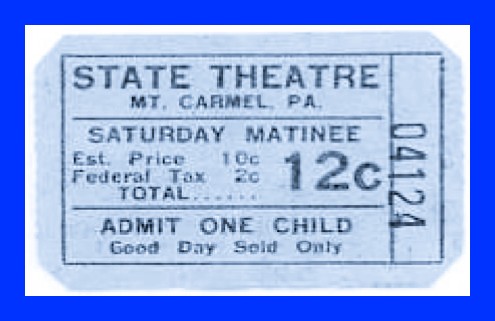 STATE THEATRE
MT. CARMEL, PA.
SATURDAY MATINEE
Est. Price 10c
Federal Tax 2c
TOTAL...... 12c
ADMIT ONE CHILD
Good Day Sold Only
04124